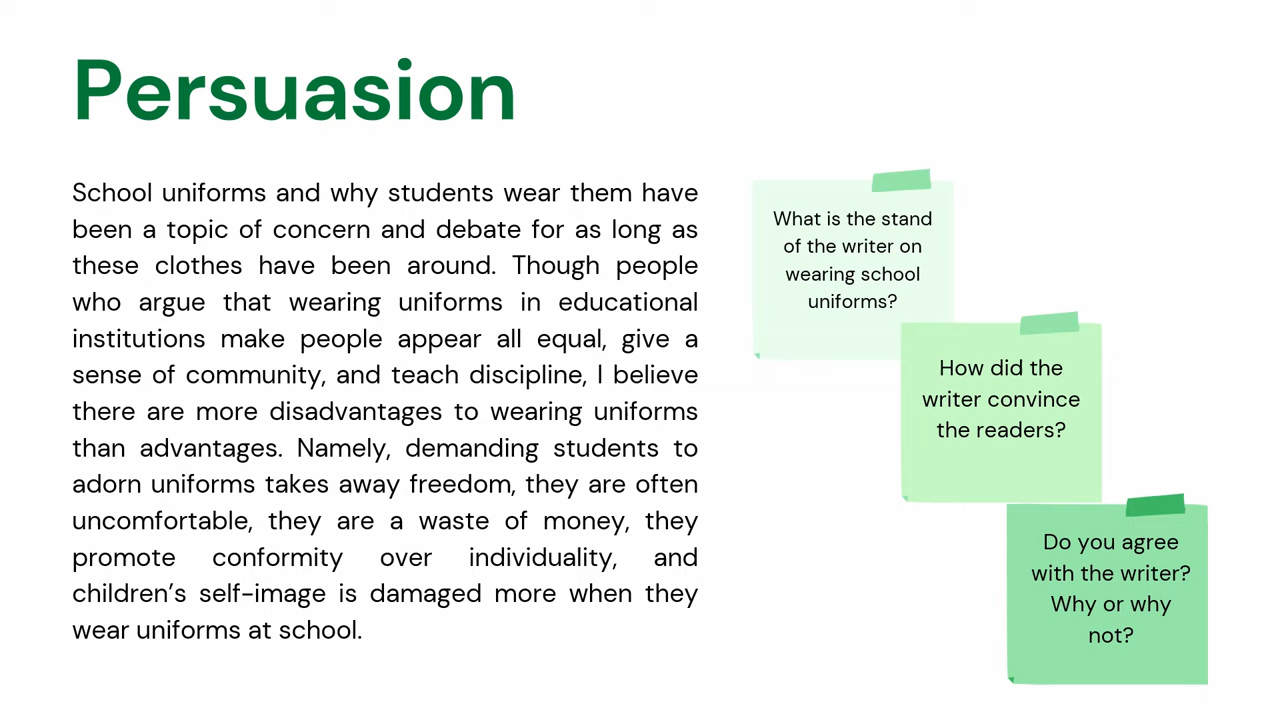 Persuasion
School uniforms and why students wear them have
been a topic of concern and debate for as long as
these clothes have been around. Though people
who argue that wearing uniforms in educational
institutions make people appear all equal, give a
sense of community, and teach discipline, I believe
there are more disadvantages to wearing uniforms
than advantages. Namely, demanding students to
adorn uniforms takes away freedom, they are often
uncomfortable, they are a waste of money, they
promote conformity over individuality, and
children’s self-image is damaged more when they
wear uniforms at school.
What is the stand
of the writer on
wearing school
uniforms?
How did the
writer convince
the readers?
Do you agree
with the writer?
Why or why
not?